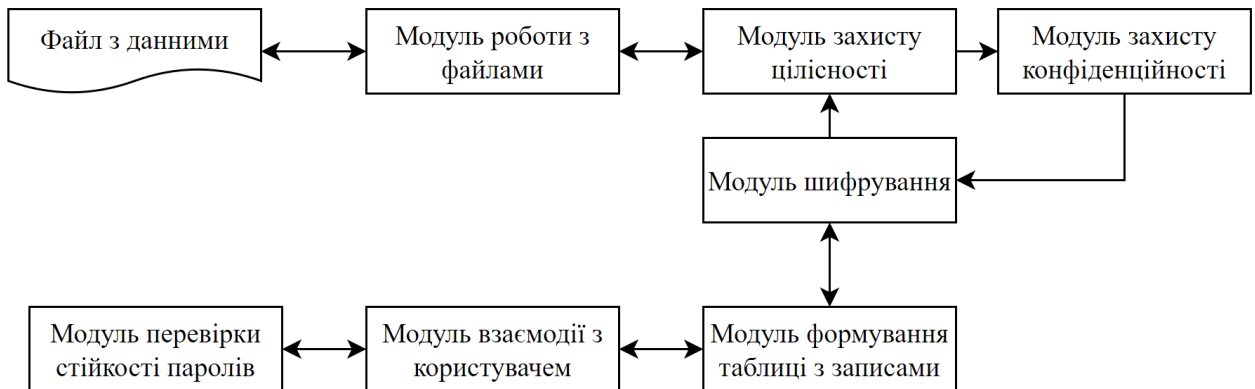 Файл з данними
Модуль роботи з
файлами
Модуль захисту
цілісності
Модуль захисту
конфіденційності
Модуль шифрування
Модуль перевірки
стійкості паролів
Модуль взаємодії з
користувачем
Модуль формування
таблиці з записами